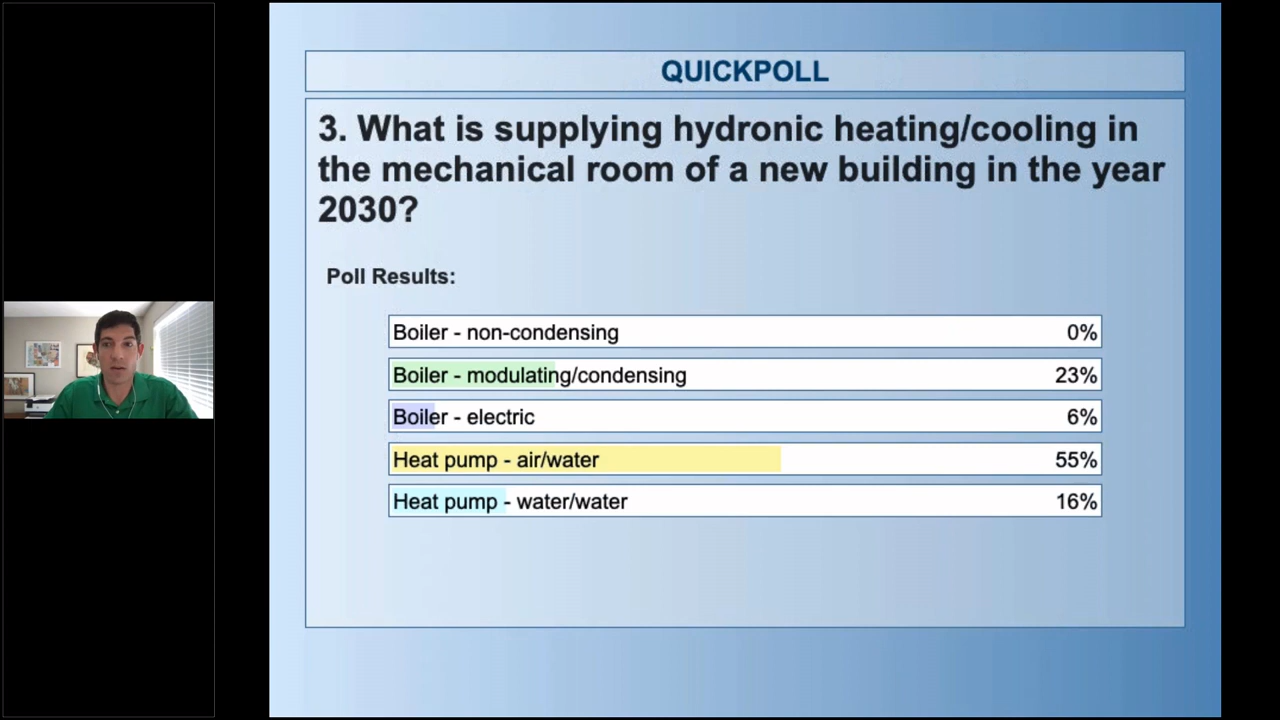 QUICKPOLL
3. What is supplying hydronic heating/cooling in
the mechanical room of a new building in the year
2030?
Poll Results:
Boiler - non-condensing 0%
Boiler - modulating/condensing 23%
Boiler - electric 6%
Heat pump - air/water 55%
Heat pump - water/water 16%